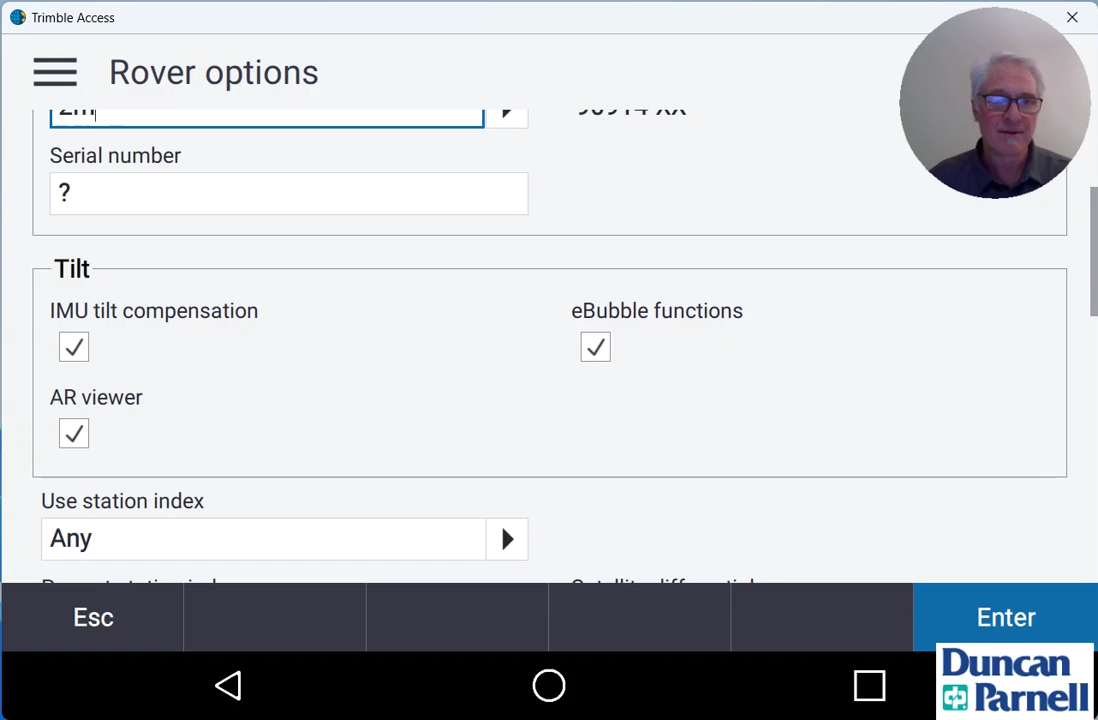 Trimble Access
Rover options
2m
Serial number
?
Tilt
IMU tilt compensation
eBubble functions
AR viewer
Use station index
Any
Esc
Enter
Duncan
Parnell